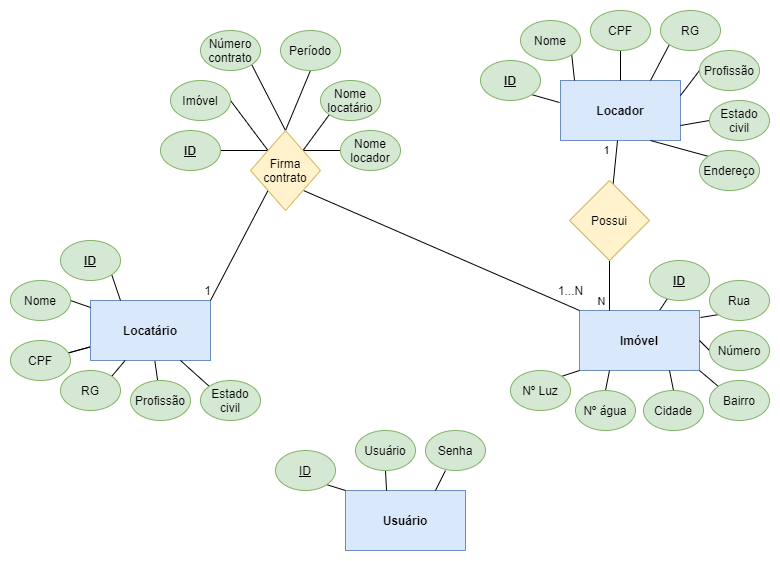 Número
contrato
Período
Imóvel
Nome
locatário
ID
Nome
locador
Firma
contrato
Nome
CPF
RG
ID
Profissão
Locador
Estado
civil
Endereço
1
Possui
ID
Nome
Locatário
1
CPF
RG
Profissão
Estado
civil
1...N
N
ID
Rua
Imóvel
Número
Nº Luz
Nº água
Cidade
Bairro
ID
Usuário
Senha
Usuário